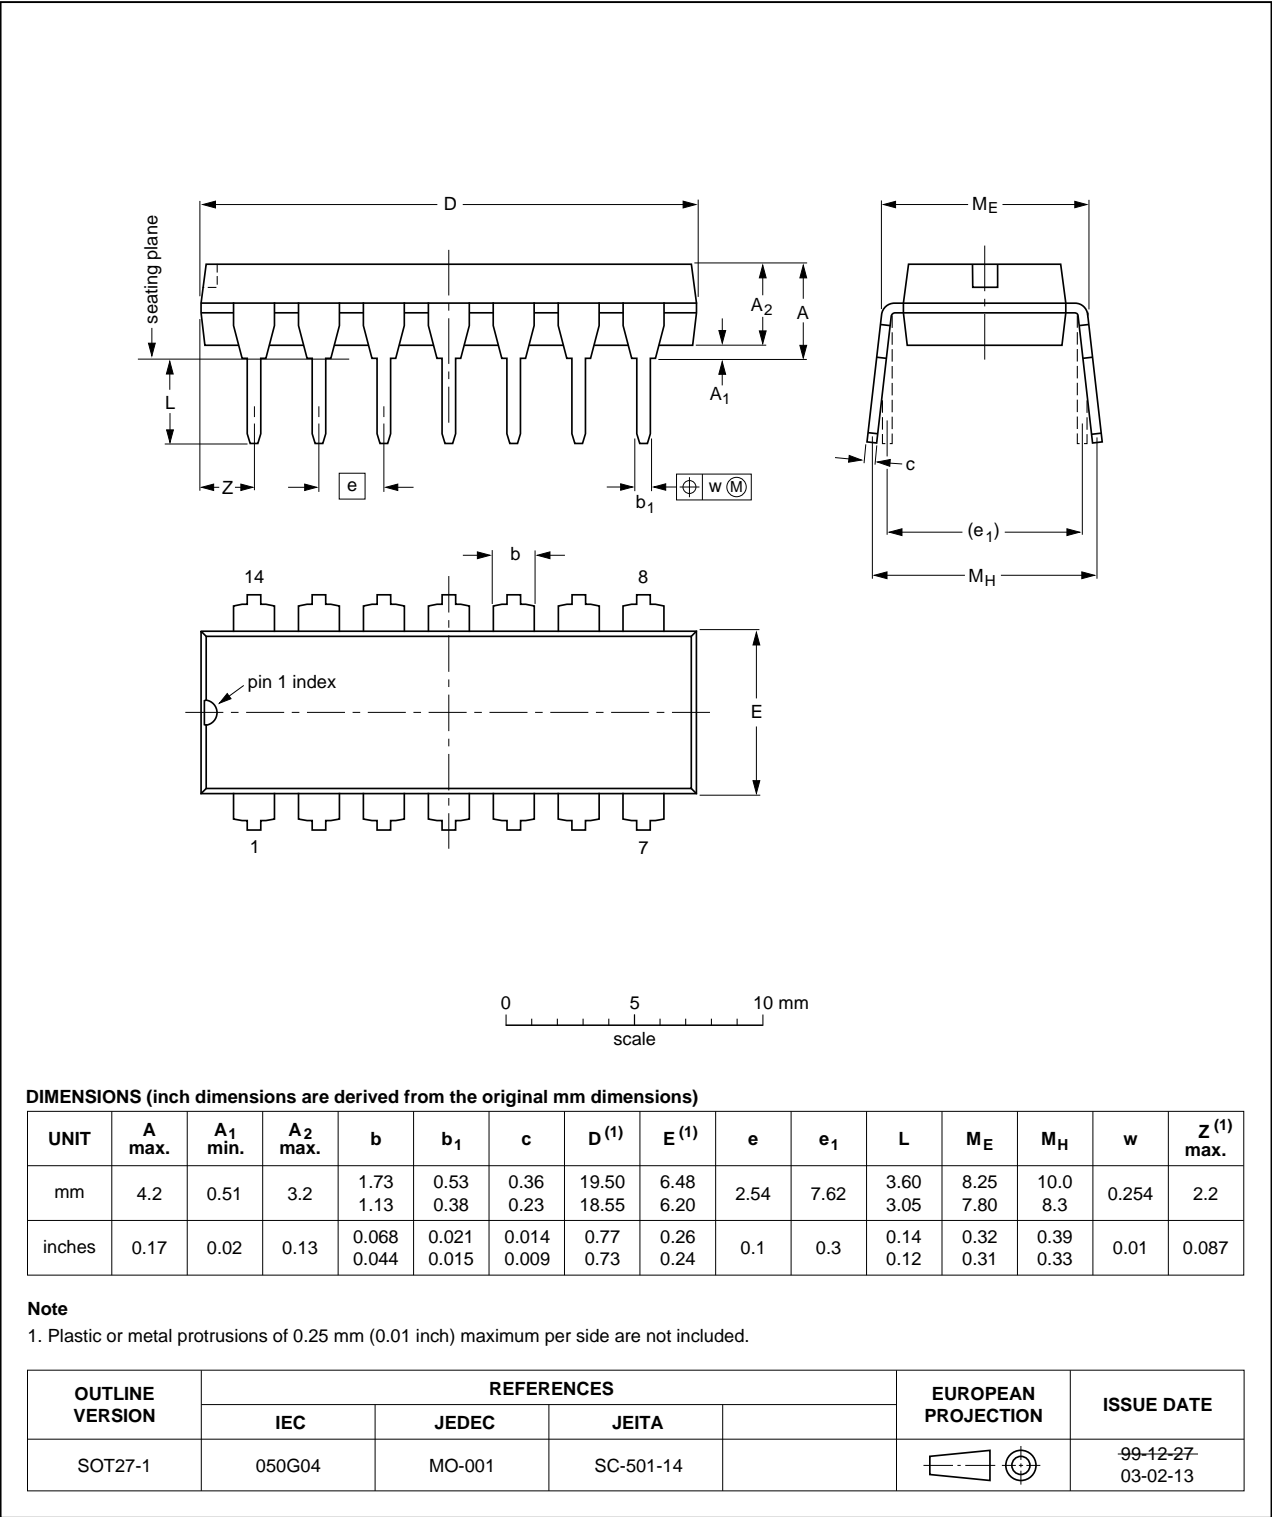 D
ME
seating plane
A2
A
A1
L
c
Z
e
b1
w M
(e1)
MH
b
14
8
pin 1 index
E
1
7
0 5 10 mm
scale
DIMENSIONS (inch dimensions are derived from the original mm dimensions)
UNIT A max. A1 min. A2 max. b b1 c D (1) E (1) e e1 L ME MH w Z (1) max.
mm 4.2 0.51 3.2 1.73 1.13 0.53 0.38 0.36 0.23 19.50 18.55 6.48 6.20 2.54 7.62 3.60 3.05 8.25 7.80 10.0 8.3 0.254 2.2
inches 0.17 0.02 0.13 0.068 0.044 0.021 0.015 0.014 0.009 0.77 0.73 0.26 0.24 0.1 0.3 0.14 0.12 0.32 0.31 0.39 0.33 0.01 0.087
Note
1. Plastic or metal protrusions of 0.25 mm (0.01 inch) maximum per side are not included.
OUTLINE VERSION REFERENCES EUROPEAN PROJECTION ISSUE DATE
IEC JEDEC JEITA
SOT27-1 050G04 MO-001 SC-501-14 99-12-27
03-02-13